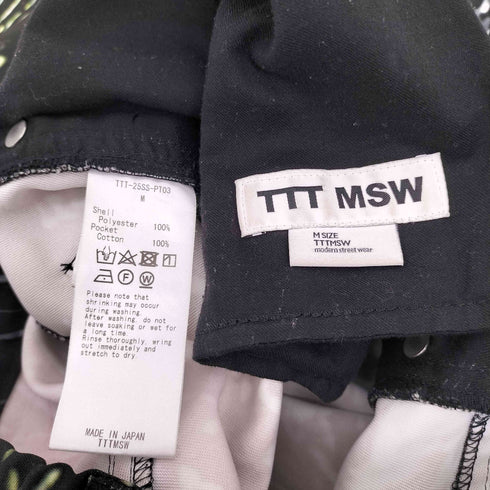 TTT-25SS-PT03
M
Shell
Polyester 100%
Pocket
Cotton 100%
Please note that
shrinking may occur
during washing.
After washing, do not
leave soaking or wet for
a long time.
Rinse thoroughly, wring
out immediately and
stretch to dry.
MADE IN JAPAN
TTTMSW
TTT MSW
M SIZE
TTTMSW
modern street wear